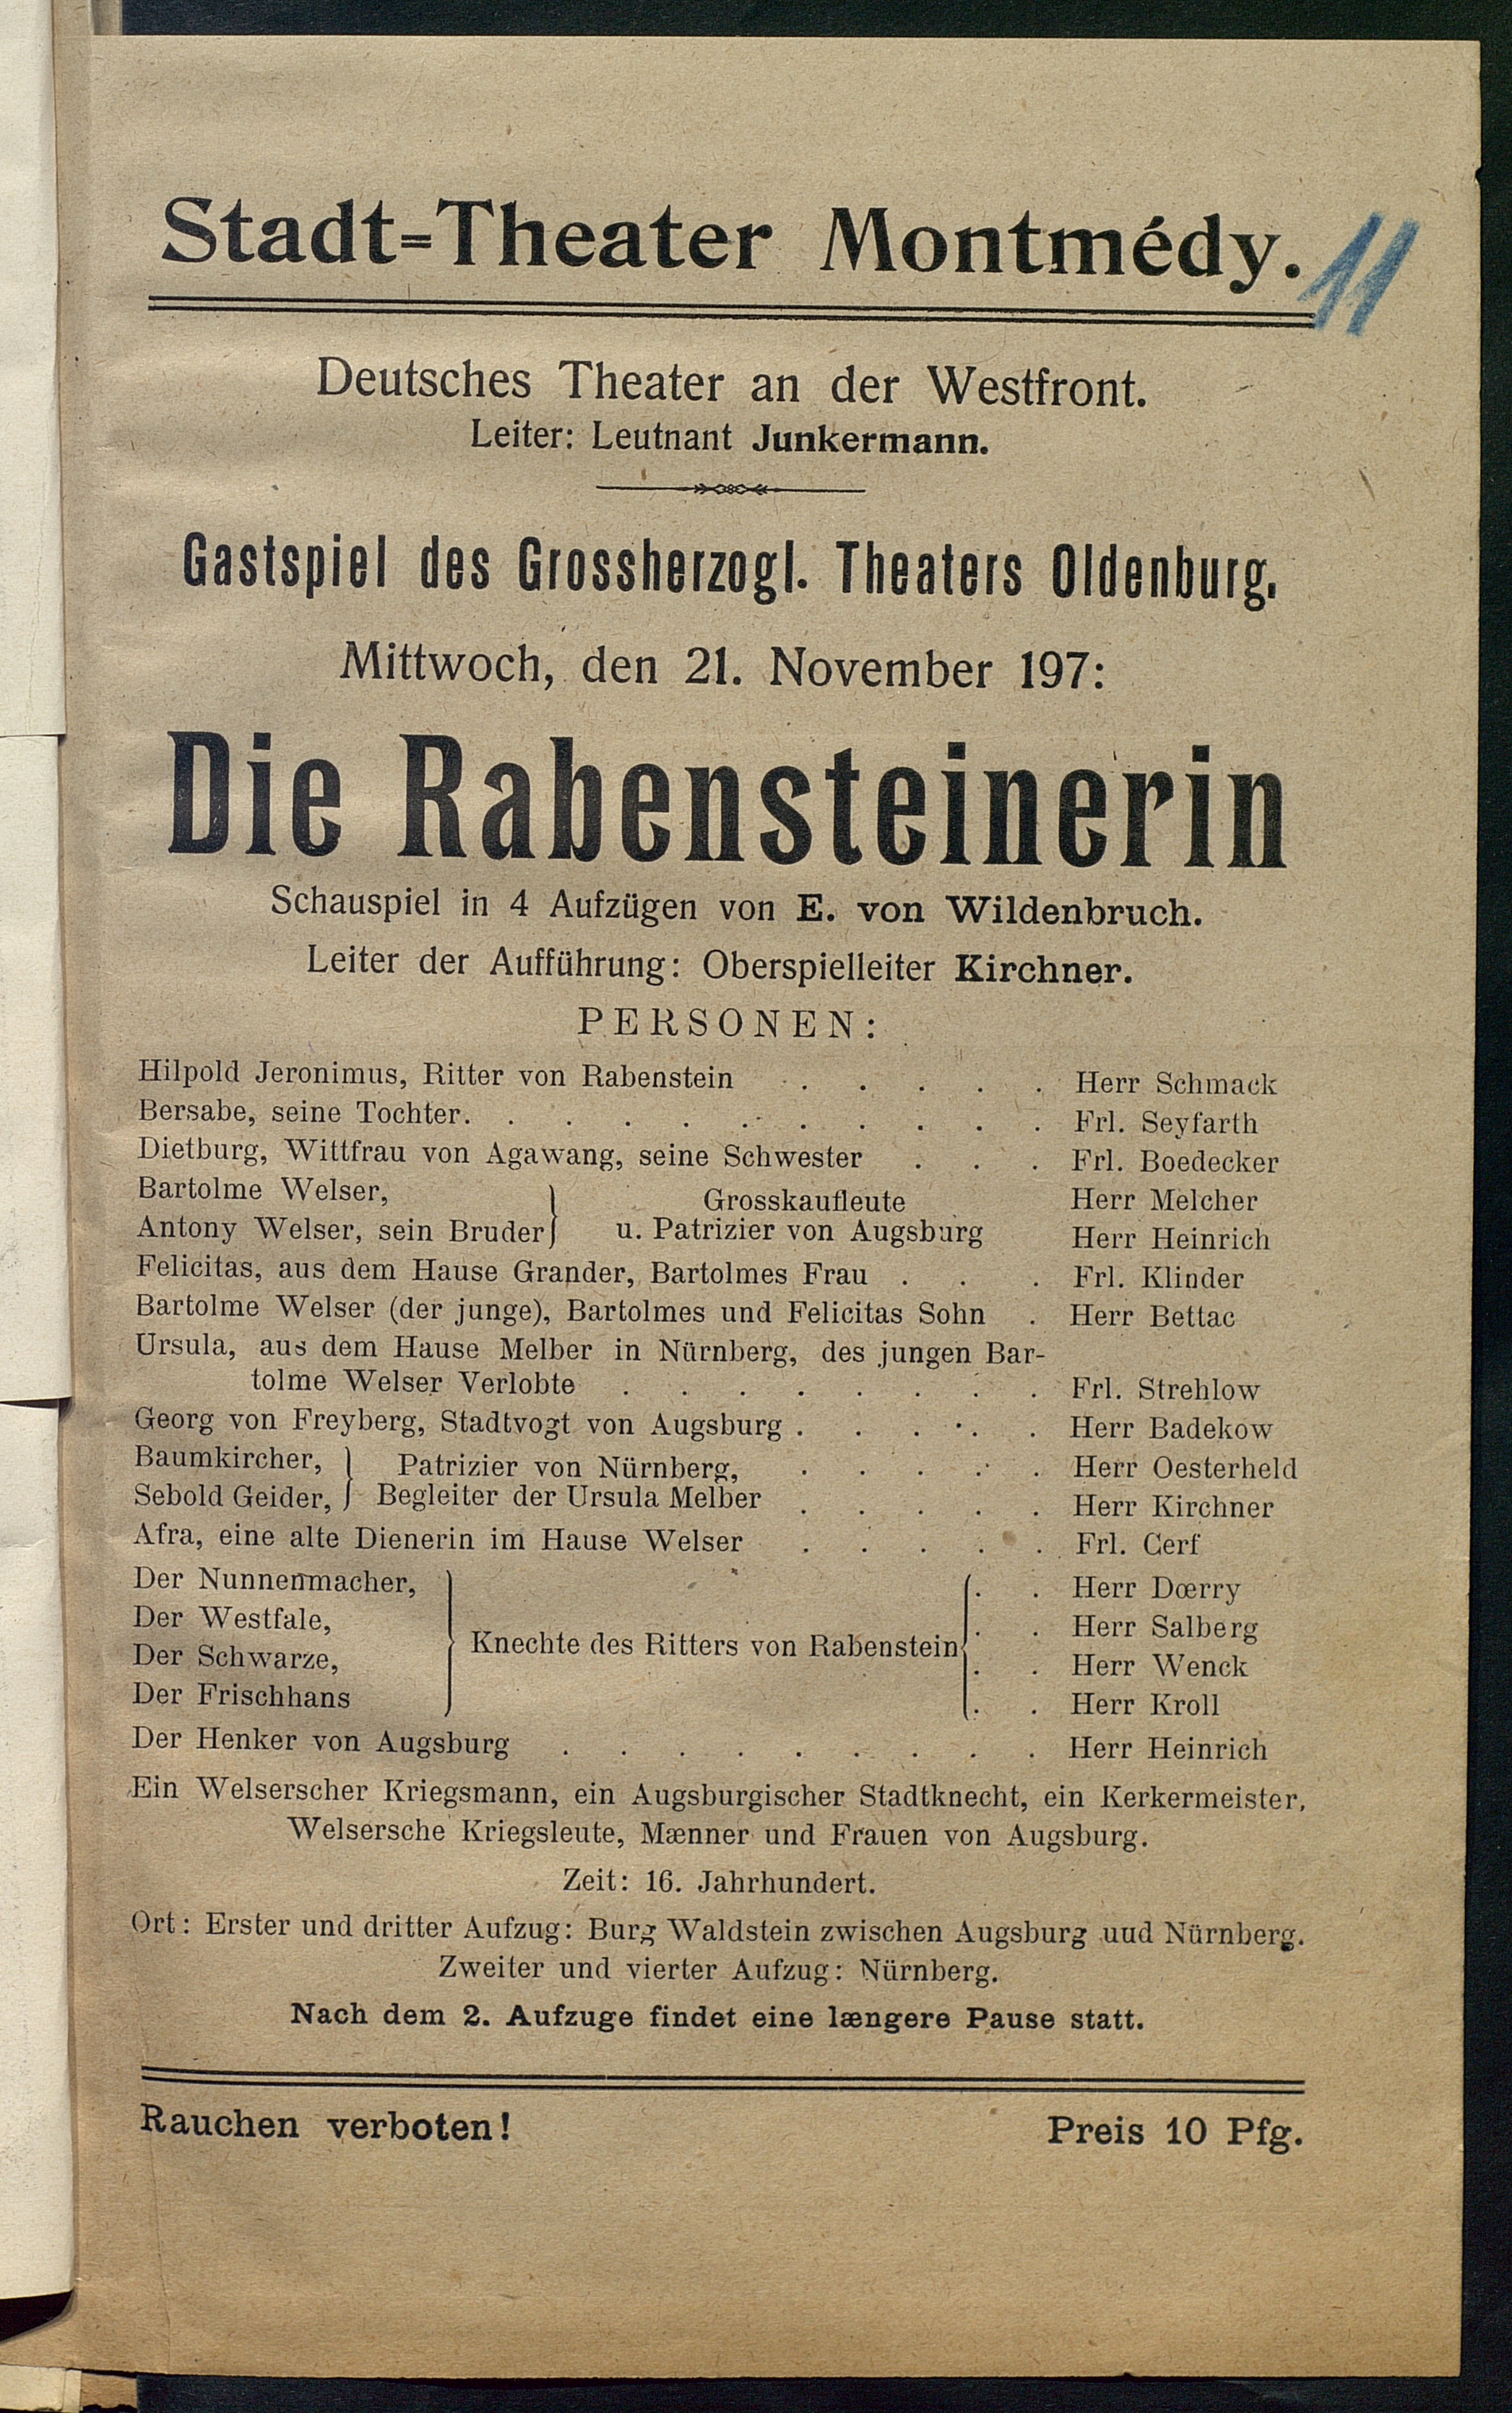 Stadt=Theater Montmédy.
11
Deutsches Theater an der Westfront.
Leiter: Leutnant Junkermann.
Gastspiel des Grossherzogl. Theaters Oldenburg.
Mittwoch, den 21. November 197:
Die Rabensteinerin
Schauspiel in 4 Aufzügen von E. von Wildenbruch.
Leiter der Aufführung: Oberspielleiter Kirchner.
PERSONEN:
Hilpold Jeronimus, Ritter von Rabenstein . . . . . Herr Schmack
Bersabe, seine Tochter. . . . . . . . . . . Frl. Seyfarth
Dietburg, Wittfrau von Agawang, seine Schwester . . . Frl. Boedecker
Bartolme Welser, } Grosskaufleute Herr Melcher
Antony Welser, sein Bruder } u. Patrizier von Augsburg Herr Heinrich
Felicitas, aus dem Hause Grander, Bartolmes Frau . . . Frl. Klinder
Bartolme Welser (der junge), Bartolmes und Felicitas Sohn . Herr Bettac
Ursula, aus dem Hause Melber in Nürnberg, des jungen Bar-
tolme Welser Verlobte . . . . . . . . Frl. Strehlow
Georg von Freyberg, Stadtvogt von Augsburg . . . . . Herr Badekow
Baumkircher, } Patrizier von Nürnberg, . . . . . Herr Oesterheld
Sebold Geider, } Begleiter der Ursula Melber . . . . . Herr Kirchner
Afra, eine alte Dienerin im Hause Welser . . . . . Frl. Cerf
Der Nunnenmacher, . . Herr Dœrry
Der Westfale, . . Herr Salberg
Knechte des Ritters von Rabenstein
Der Schwarze, . . Herr Wenck
Der Frischhans . . Herr Kroll
Der Henker von Augsburg . . . . . . . . . Herr Heinrich
Ein Welserscher Kriegsmann, ein Augsburgischer Stadtknecht, ein Kerkermeister,
Welsersche Kriegsleute, Mænner und Frauen von Augsburg.
Zeit: 16. Jahrhundert.
Ort: Erster und dritter Aufzug: Burg Waldstein zwischen Augsburg uud Nürnberg.
Zweiter und vierter Aufzug: Nürnberg.
Nach dem 2. Aufzuge findet eine længere Pause statt.
Rauchen verboten! Preis 10 Pfg.